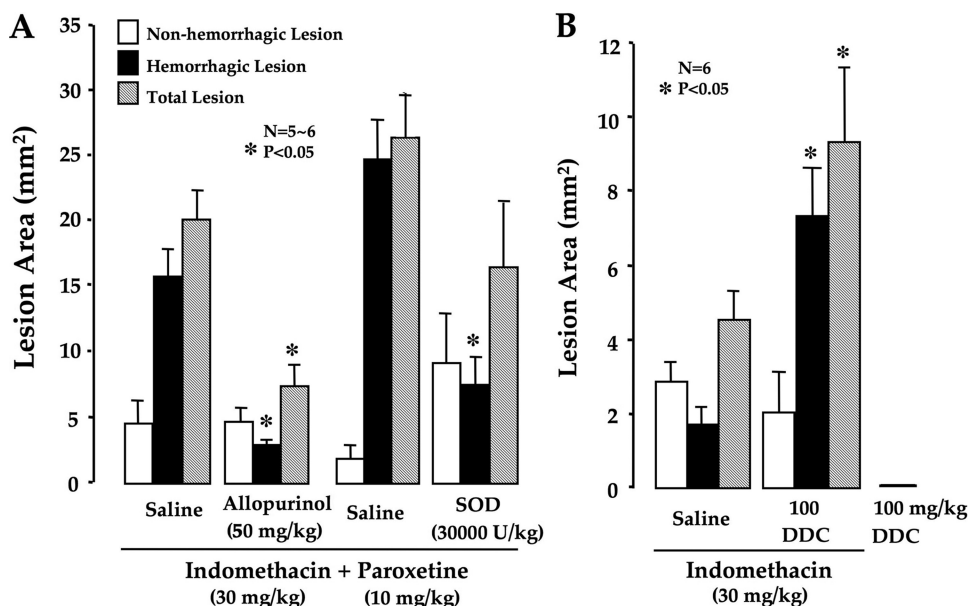 A
35
30
25
20
15
10
5
0
Lesion Area (mm²)
Non-hemorrhagic Lesion
Hemorrhagic Lesion
Total Lesion
N=5~6
* P<0.05
*
*
*
Saline
Allopurinol
(50 mg/kg)
Saline
SOD
(30000 U/kg)
Indomethacin + Paroxetine
(30 mg/kg) (10 mg/kg)
B
12
10
8
6
4
2
0
Lesion Area (mm²)
N=6
* P<0.05
*
*
Saline
100
DDC
100 mg/kg
DDC
Indomethacin
(30 mg/kg)